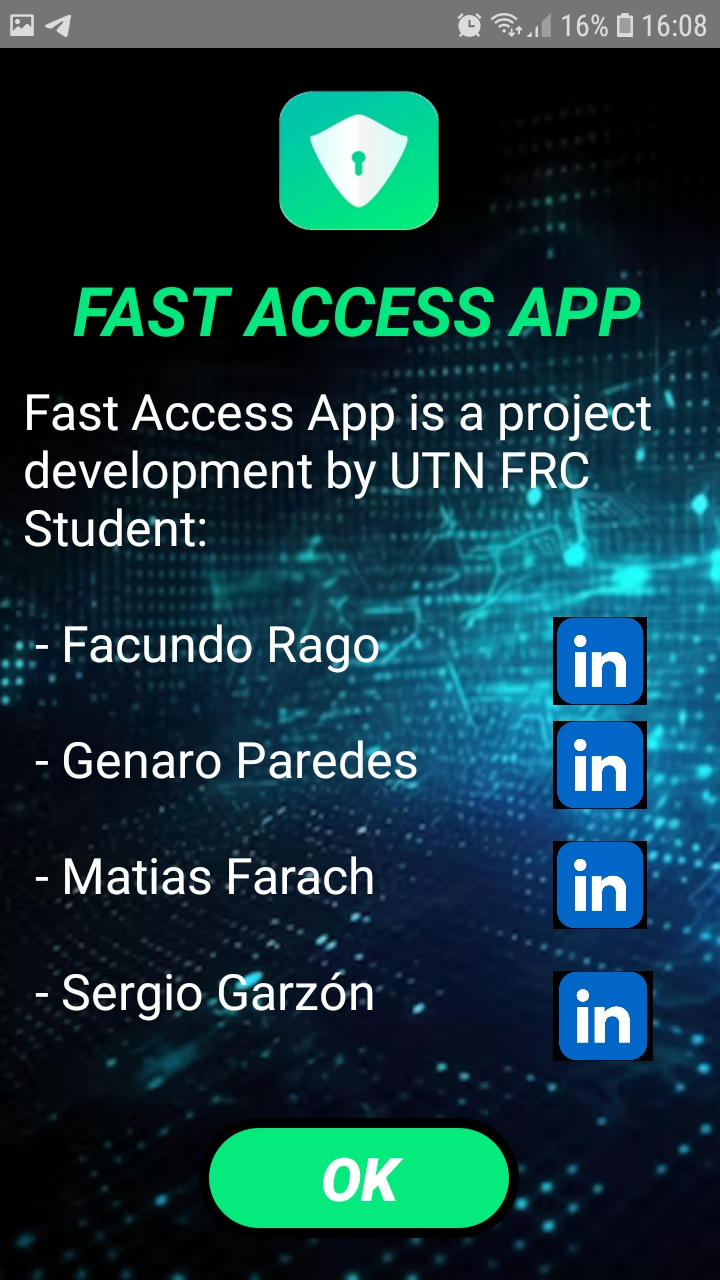 16% 16:08
FAST ACCESS APP
Fast Access App is a project
development by UTN FRC
Student:
- Facundo Rago
in
- Genaro Paredes
in
- Matias Farach
in
- Sergio Garzón
in
OK